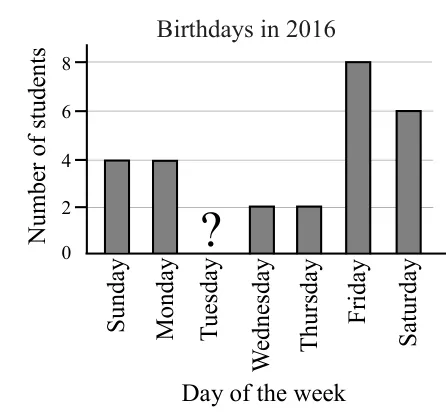 Birthdays in 2016
Number of students
8
6
4
2
0
?
Sunday
Monday
Tuesday
Wednesday
Thursday
Friday
Saturday
Day of the week